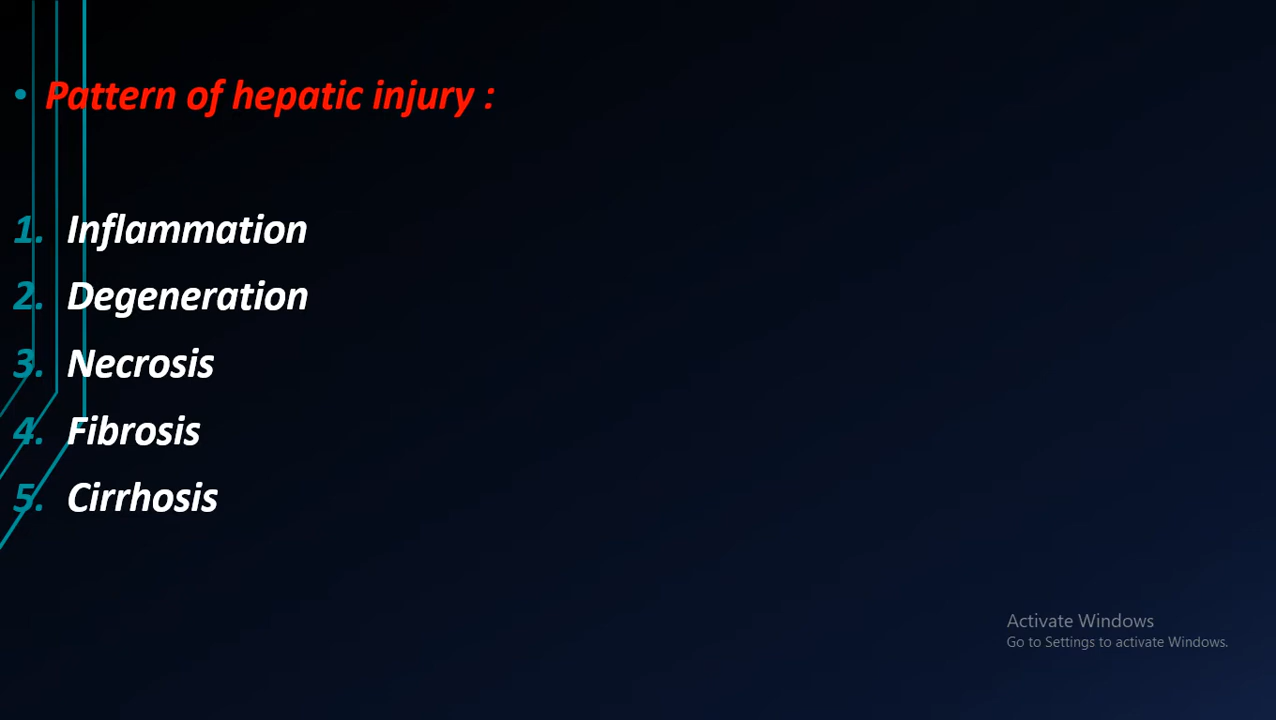 • Pattern of hepatic injury :
1. Inflammation
2. Degeneration
3. Necrosis
4. Fibrosis
5. Cirrhosis
Activate Windows
Go to Settings to activate Windows.